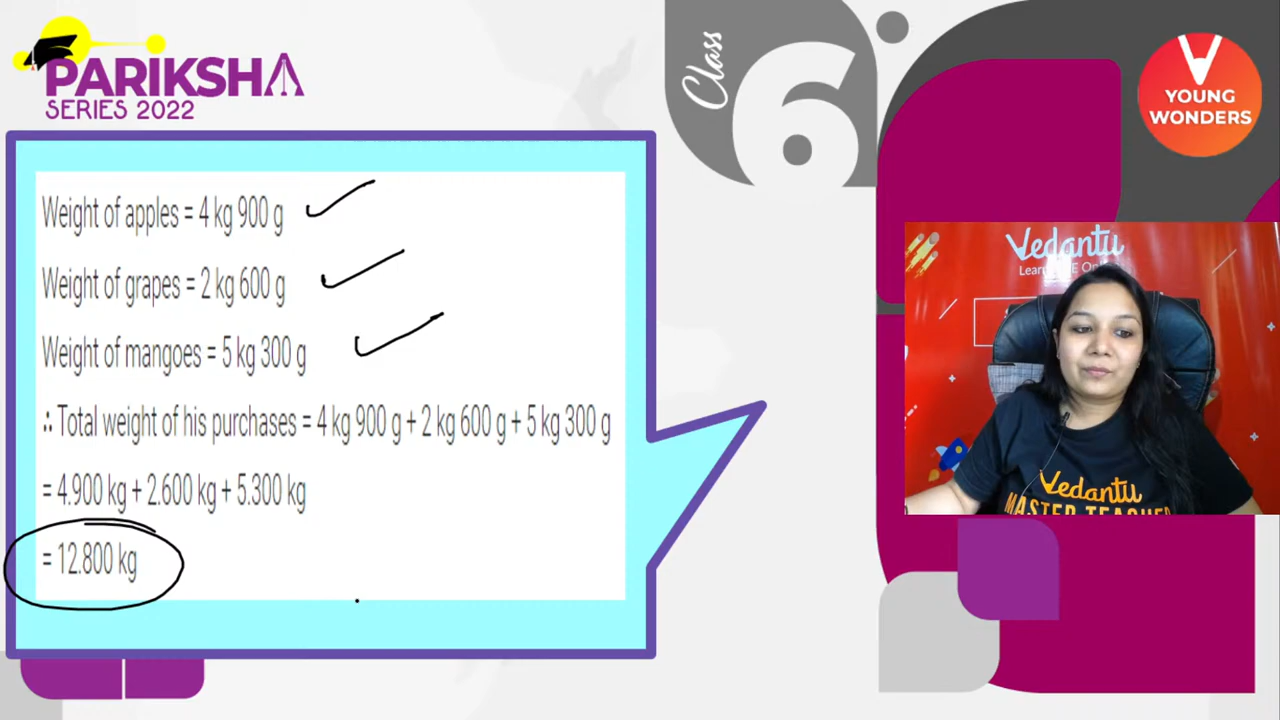 PARIKSHA
SERIES 2022
Class
6
YOUNG
WONDERS
Weight of apples = 4 kg 900 g
Weight of grapes = 2 kg 600 g
Weight of mangoes = 5 kg 300 g
∴ Total weight of his purchases = 4 kg 900 g + 2 kg 600 g + 5 kg 300 g
= 4.900 kg + 2.600 kg + 5.300 kg
= 12.800 kg
Vedantu
Vedantu
MASTER TEACHER